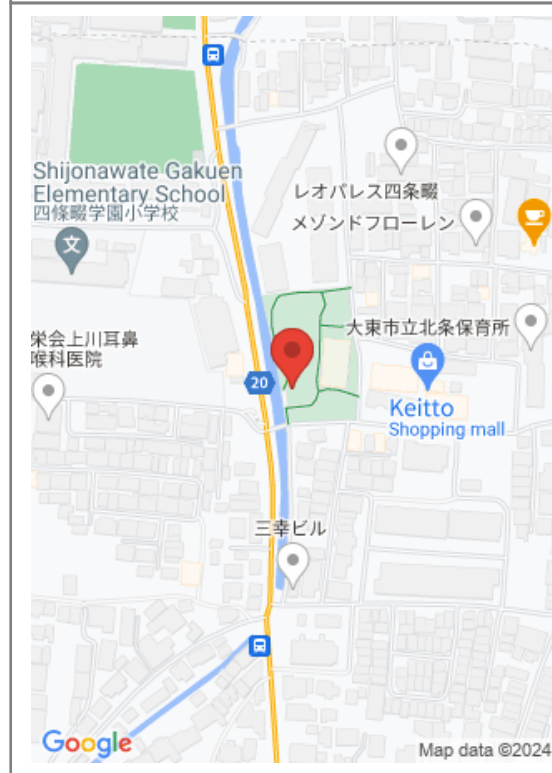 Shijonawate Gakuen
Elementary School
四條畷学園小学校
文
レオパレス四条畷
メゾンドフローレン
大東市立北条保育所
栄会上川耳鼻
喉科医院
20
Keitto
Shopping mall
三幸ビル
Google
Map data ©2024